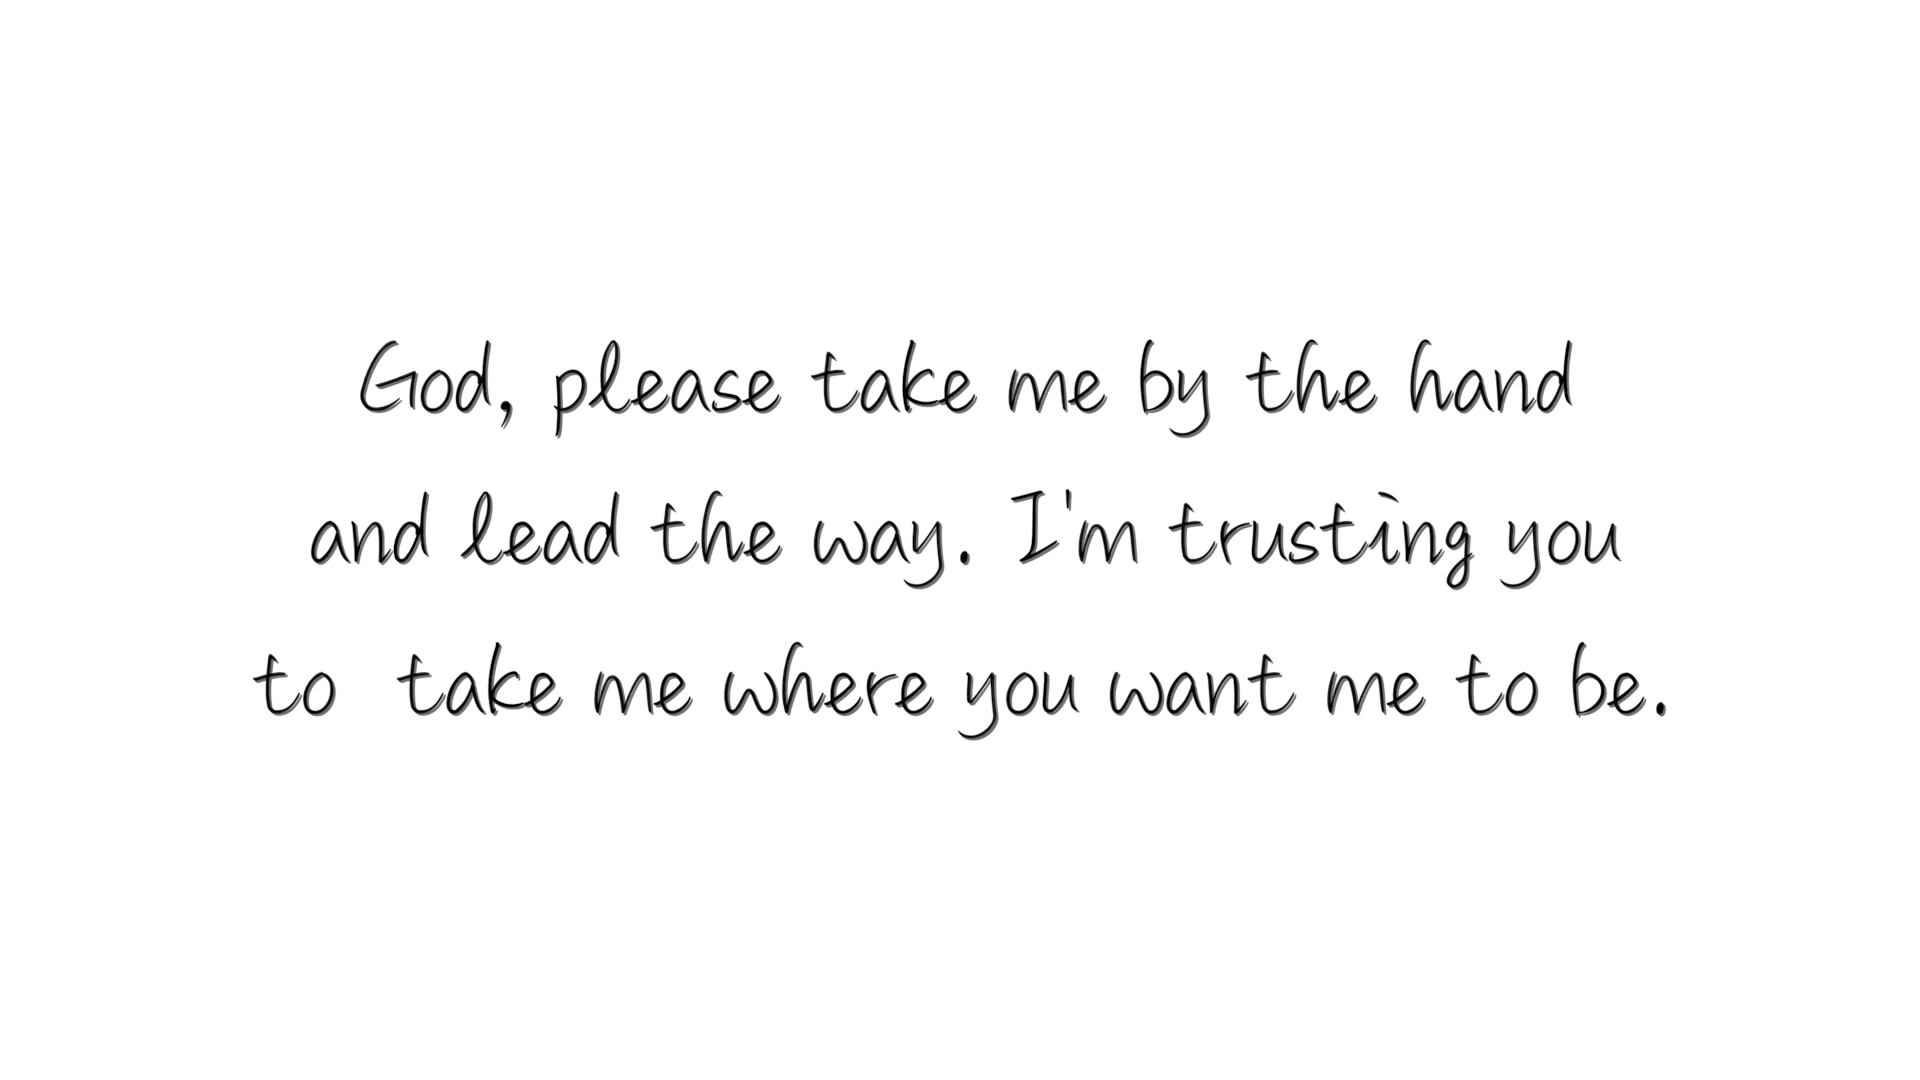 God, please take me by the hand
and lead the way. I'm trusting you
to  take me where you want me to be.